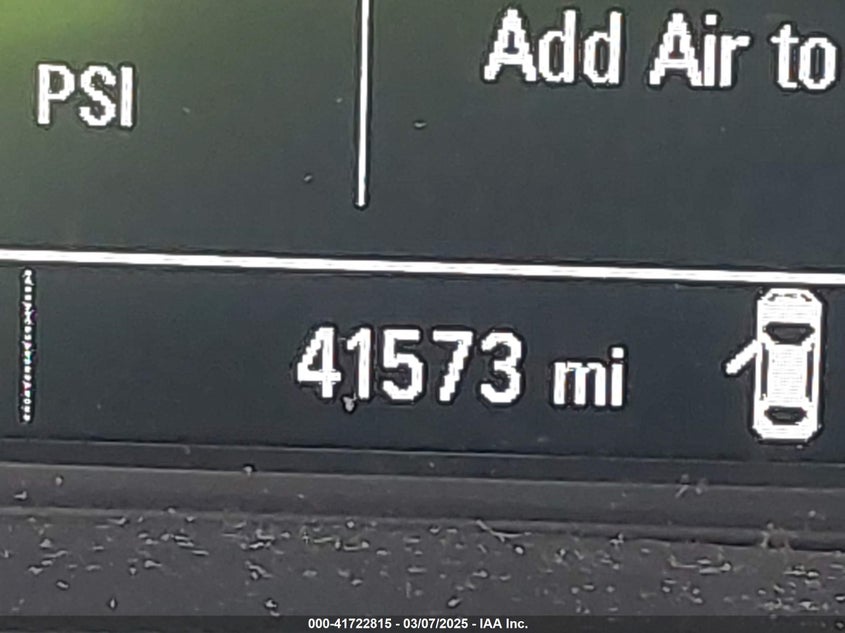 PSI
Add Air to
41573 mi
000-41722815 - 03/07/2025 - IAA Inc.